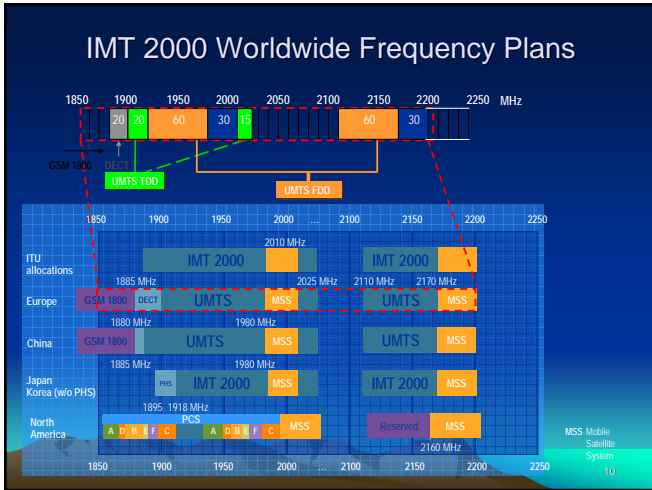 IMT 2000 Worldwide Frequency Plans
1850 1900 1950 2000 2050 2100 2150 2200 2250 MHz
20 20 60 30 15 60 30
GSM 1800 DECT
UMTS TDD
UMTS FDD
1850 1900 1950 2000 ... 2100 2150 2200 2250
2010 MHz
ITU
allocations
IMT 2000 MSS IMT 2000 MSS
1885 MHz 2025 MHz 2110 MHz 2170 MHz
Europe GSM 1800 DECT UMTS MSS UMTS MSS
1880 MHz 1980 MHz
China GSM 1800 UMTS MSS UMTS MSS
1885 MHz 1980 MHz
Japan
Korea (w/o PHS)
PHS IMT 2000 MSS IMT 2000 MSS
1895 1918 MHz
North
America
PCS
A D B E F C A D B E F C MSS Reserved MSS
2160 MHz
1850 1900 1950 2000 ... 2100 2150 2200 2250
MSS Mobile
Satellite
System
10